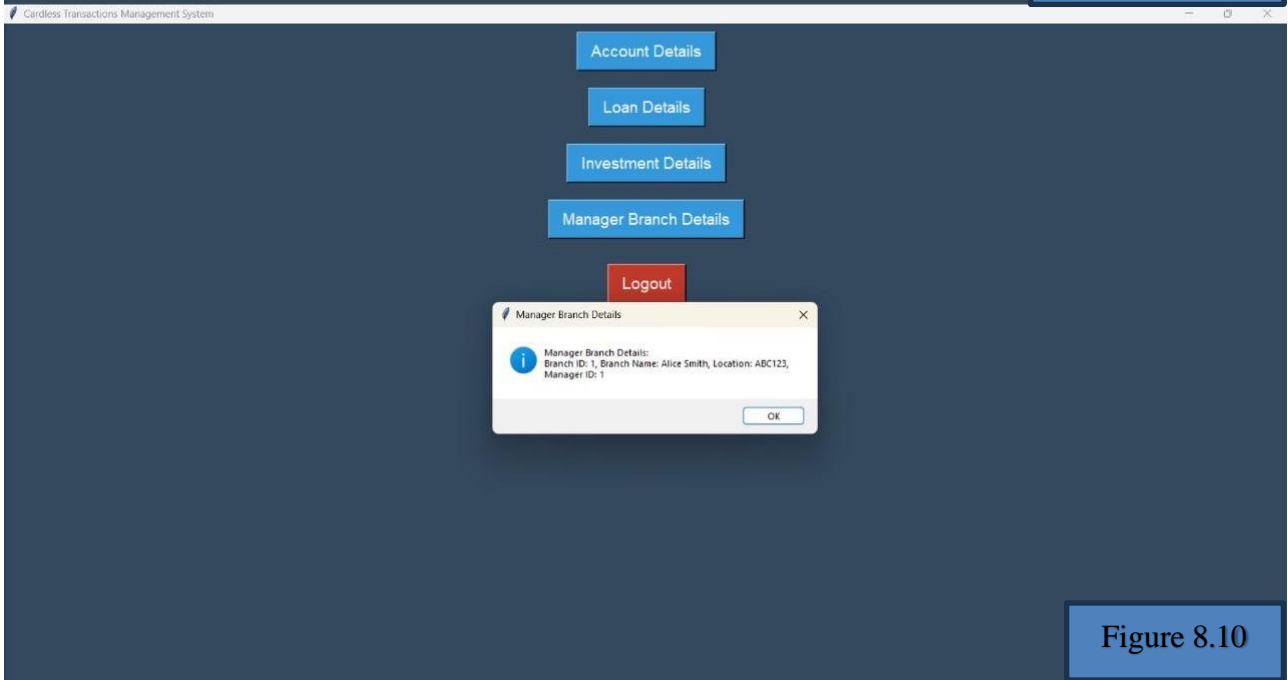 Cardless Transactions Management System
Account Details
Loan Details
Investment Details
Manager Branch Details
Logout
Manager Branch Details
Manager Branch Details:
Branch ID: 1, Branch Name: Alice Smith, Location: ABC123,
Manager ID: 1
OK
Figure 8.10